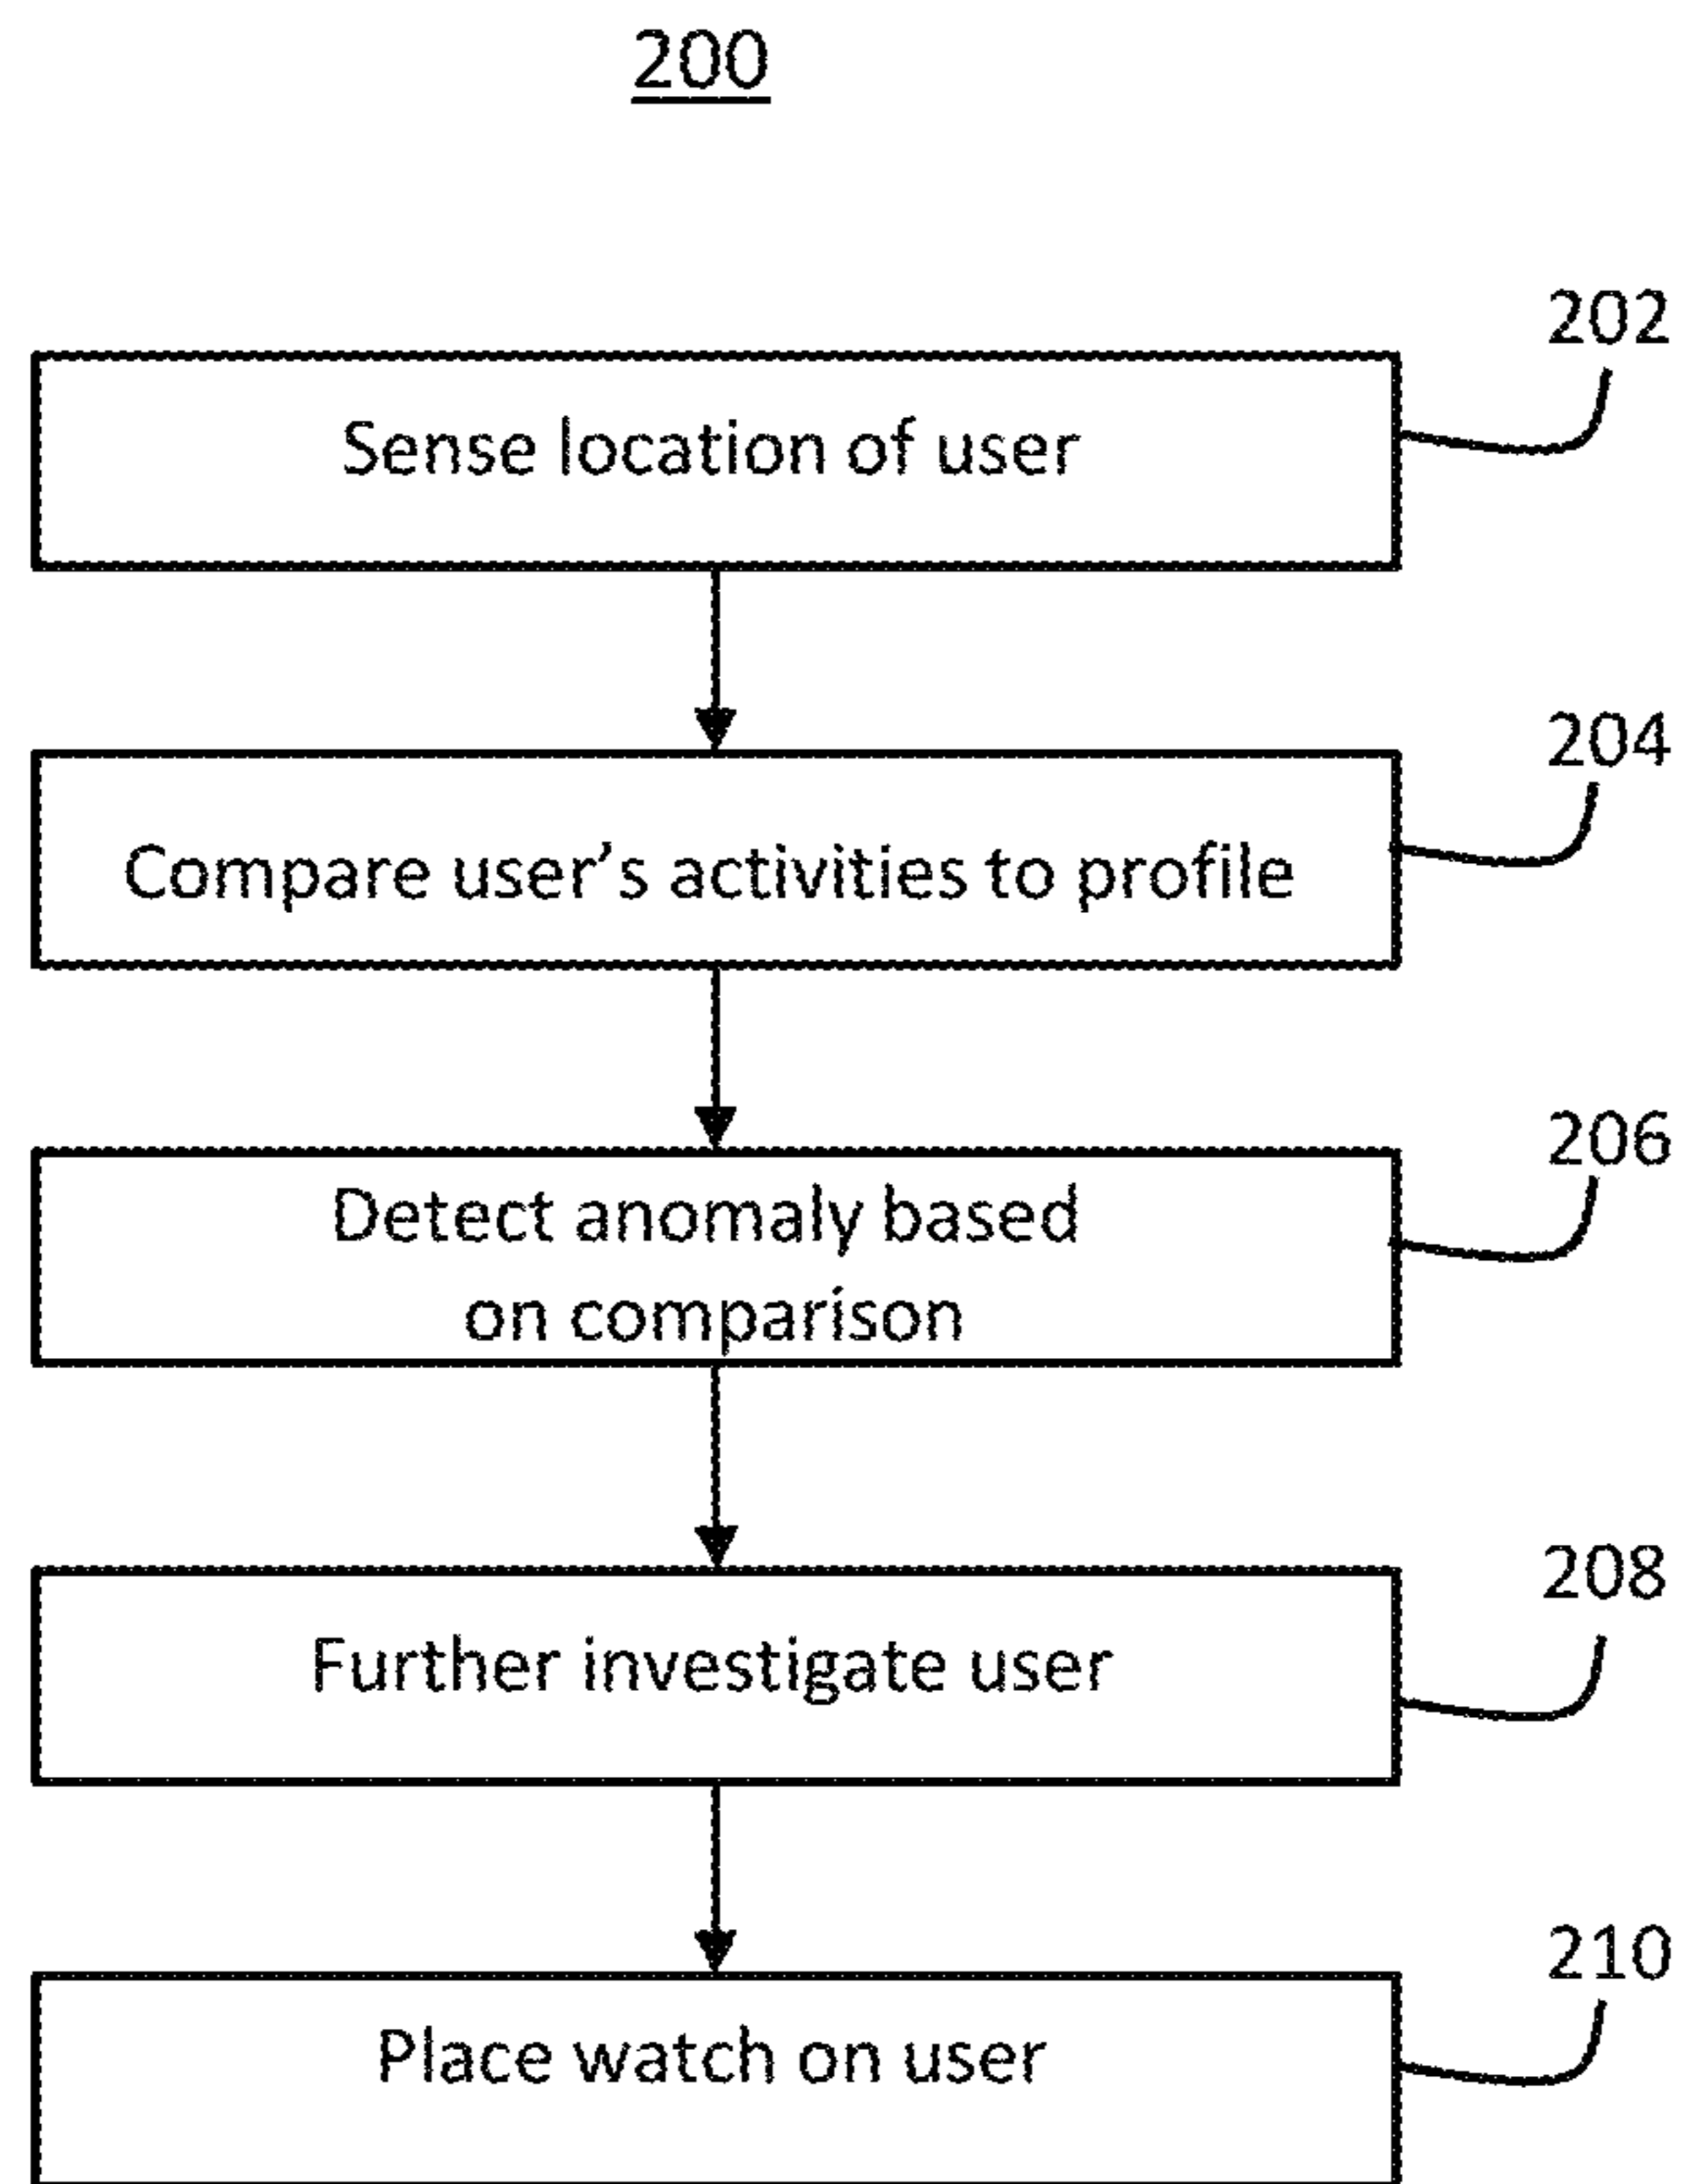 200
202
Sense location of user
204
Compare user's activities to profile
206
Detect anomaly based
on comparison
208
Further investigate user
210
Place watch on user